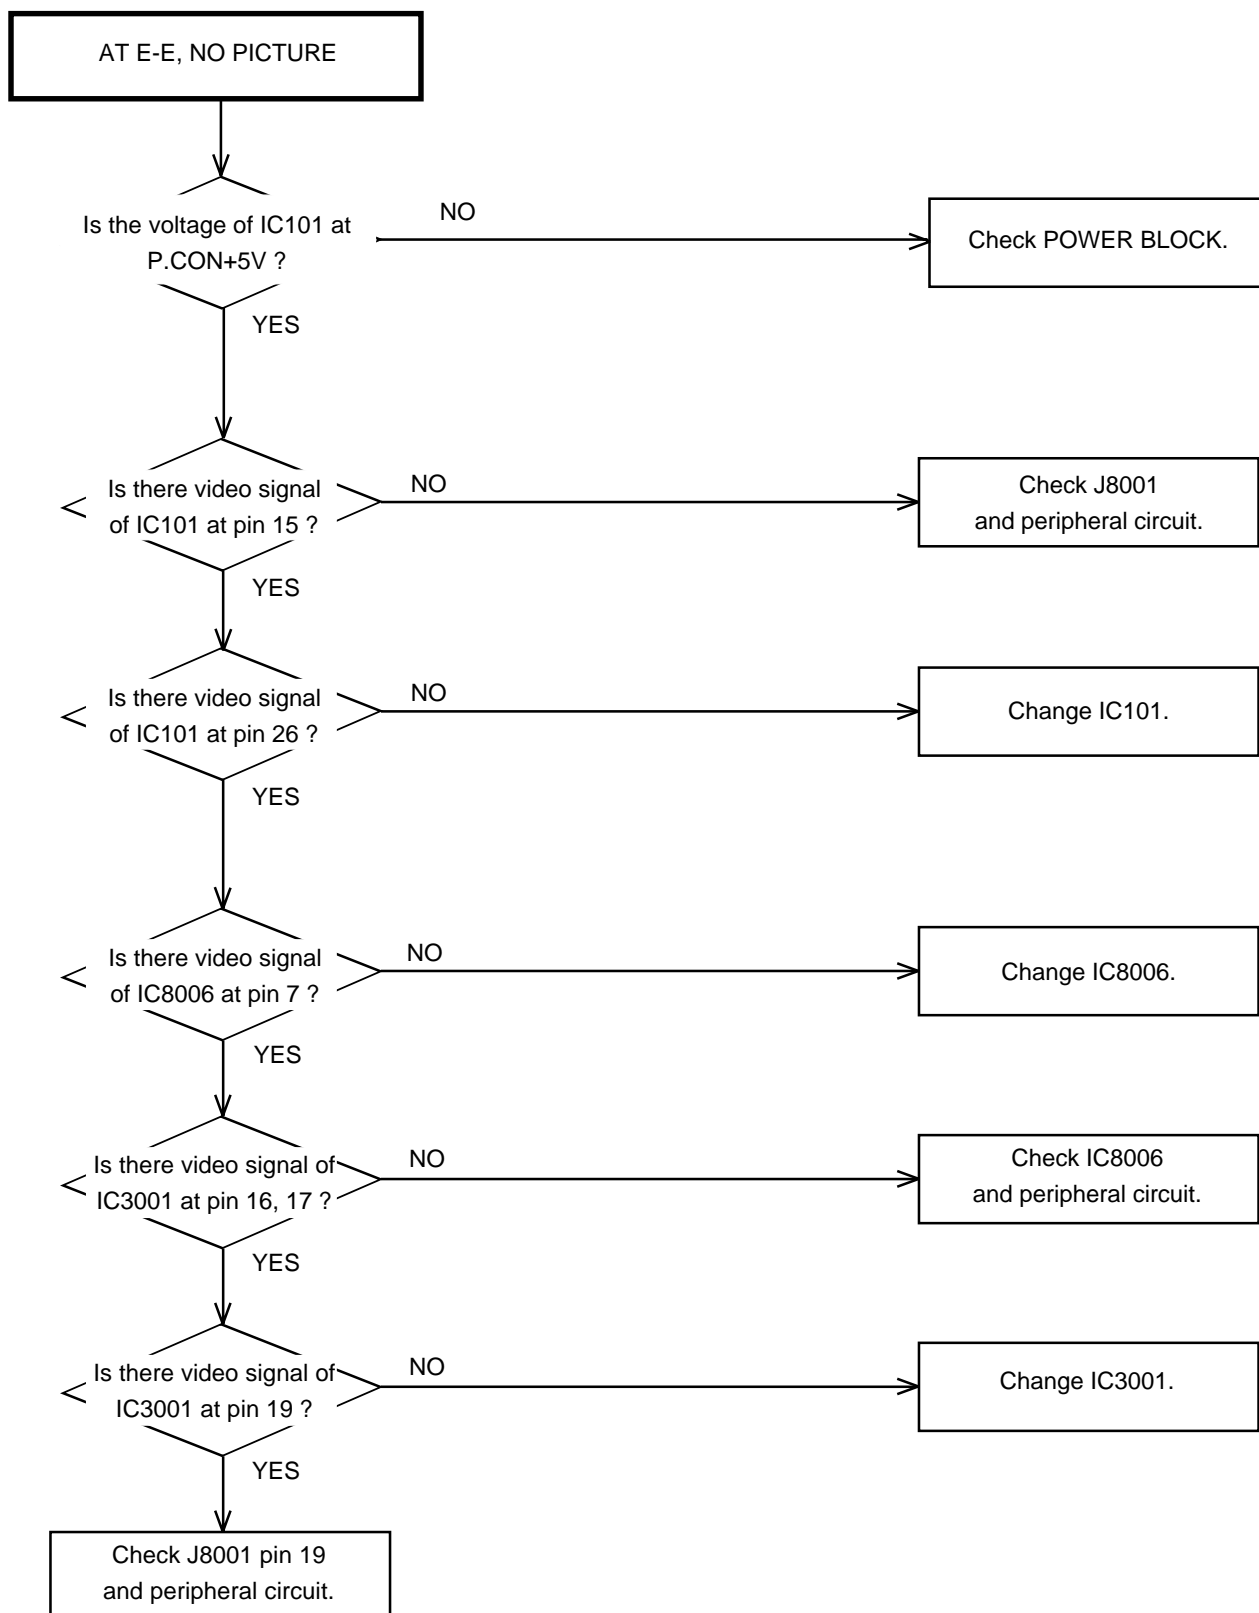 AT E-E, NO PICTURE
Is the voltage of IC101 at
P.CON+5V ?
NO
Check POWER BLOCK.
YES
Is there video signal
of IC101 at pin 15 ?
NO
Check J8001
and peripheral circuit.
YES
Is there video signal
of IC101 at pin 26 ?
NO
Change IC101.
YES
Is there video signal
of IC8006 at pin 7 ?
NO
Change IC8006.
YES
Is there video signal of
IC3001 at pin 16, 17 ?
NO
Check IC8006
and peripheral circuit.
YES
Is there video signal of
IC3001 at pin 19 ?
NO
Change IC3001.
YES
Check J8001 pin 19
and peripheral circuit.